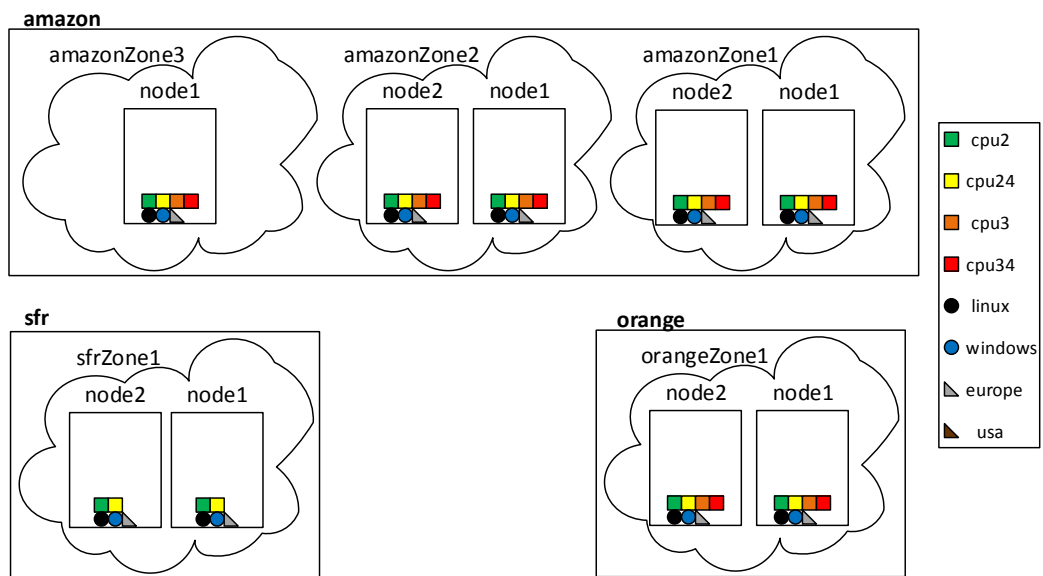 amazon
amazonZone3
node1
amazonZone2
node2 node1
amazonZone1
node2 node1
cpu2
cpu24
cpu3
cpu34
linux
windows
europe
usa
sfr
sfrZone1
node2 node1
orange
orangeZone1
node2 node1